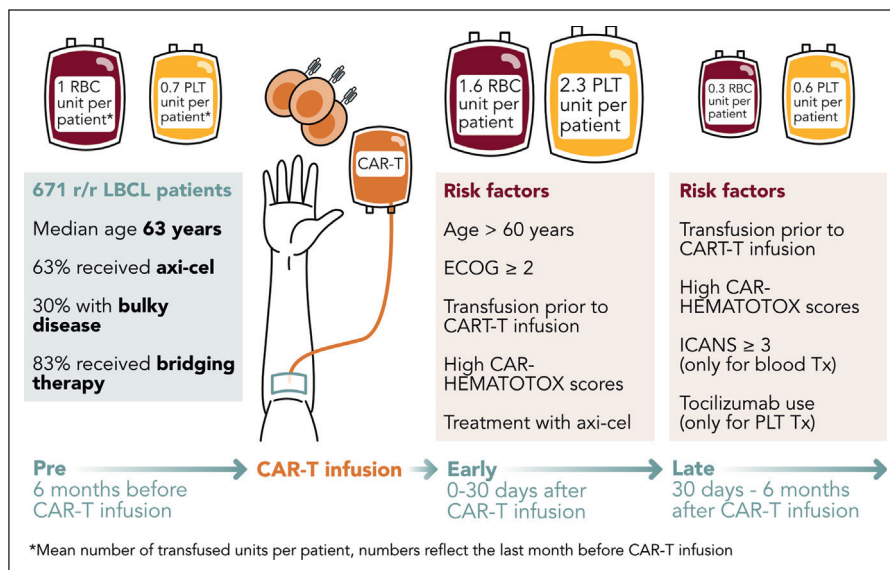 1 RBC
unit per
patient*
0.7 PLT
unit per
patient*
CAR-T
1.6 RBC
unit per
patient
2.3 PLT
unit per
patient
0.3 RBC
unit per
patient
0.6 PLT
unit per
patient
671 r/r LBCL patients
Median age 63 years
63% received axi-cel
30% with bulky
disease
83% received bridging
therapy
Risk factors
Age > 60 years
ECOG ≥ 2
Transfusion prior to
CART-T infusion
High CAR-
HEMATOTOX scores
Treatment with axi-cel
Risk factors
Transfusion prior to
CART-T infusion
High CAR-
HEMATOTOX scores
ICANS ≥ 3
(only for blood Tx)
Tocilizumab use
(only for PLT Tx)
Pre
6 months before
CAR-T infusion
CAR-T infusion
Early
0-30 days after
CAR-T infusion
Late
30 days - 6 months
after CAR-T infusion
*Mean number of transfused units per patient, numbers reflect the last month before CAR-T infusion